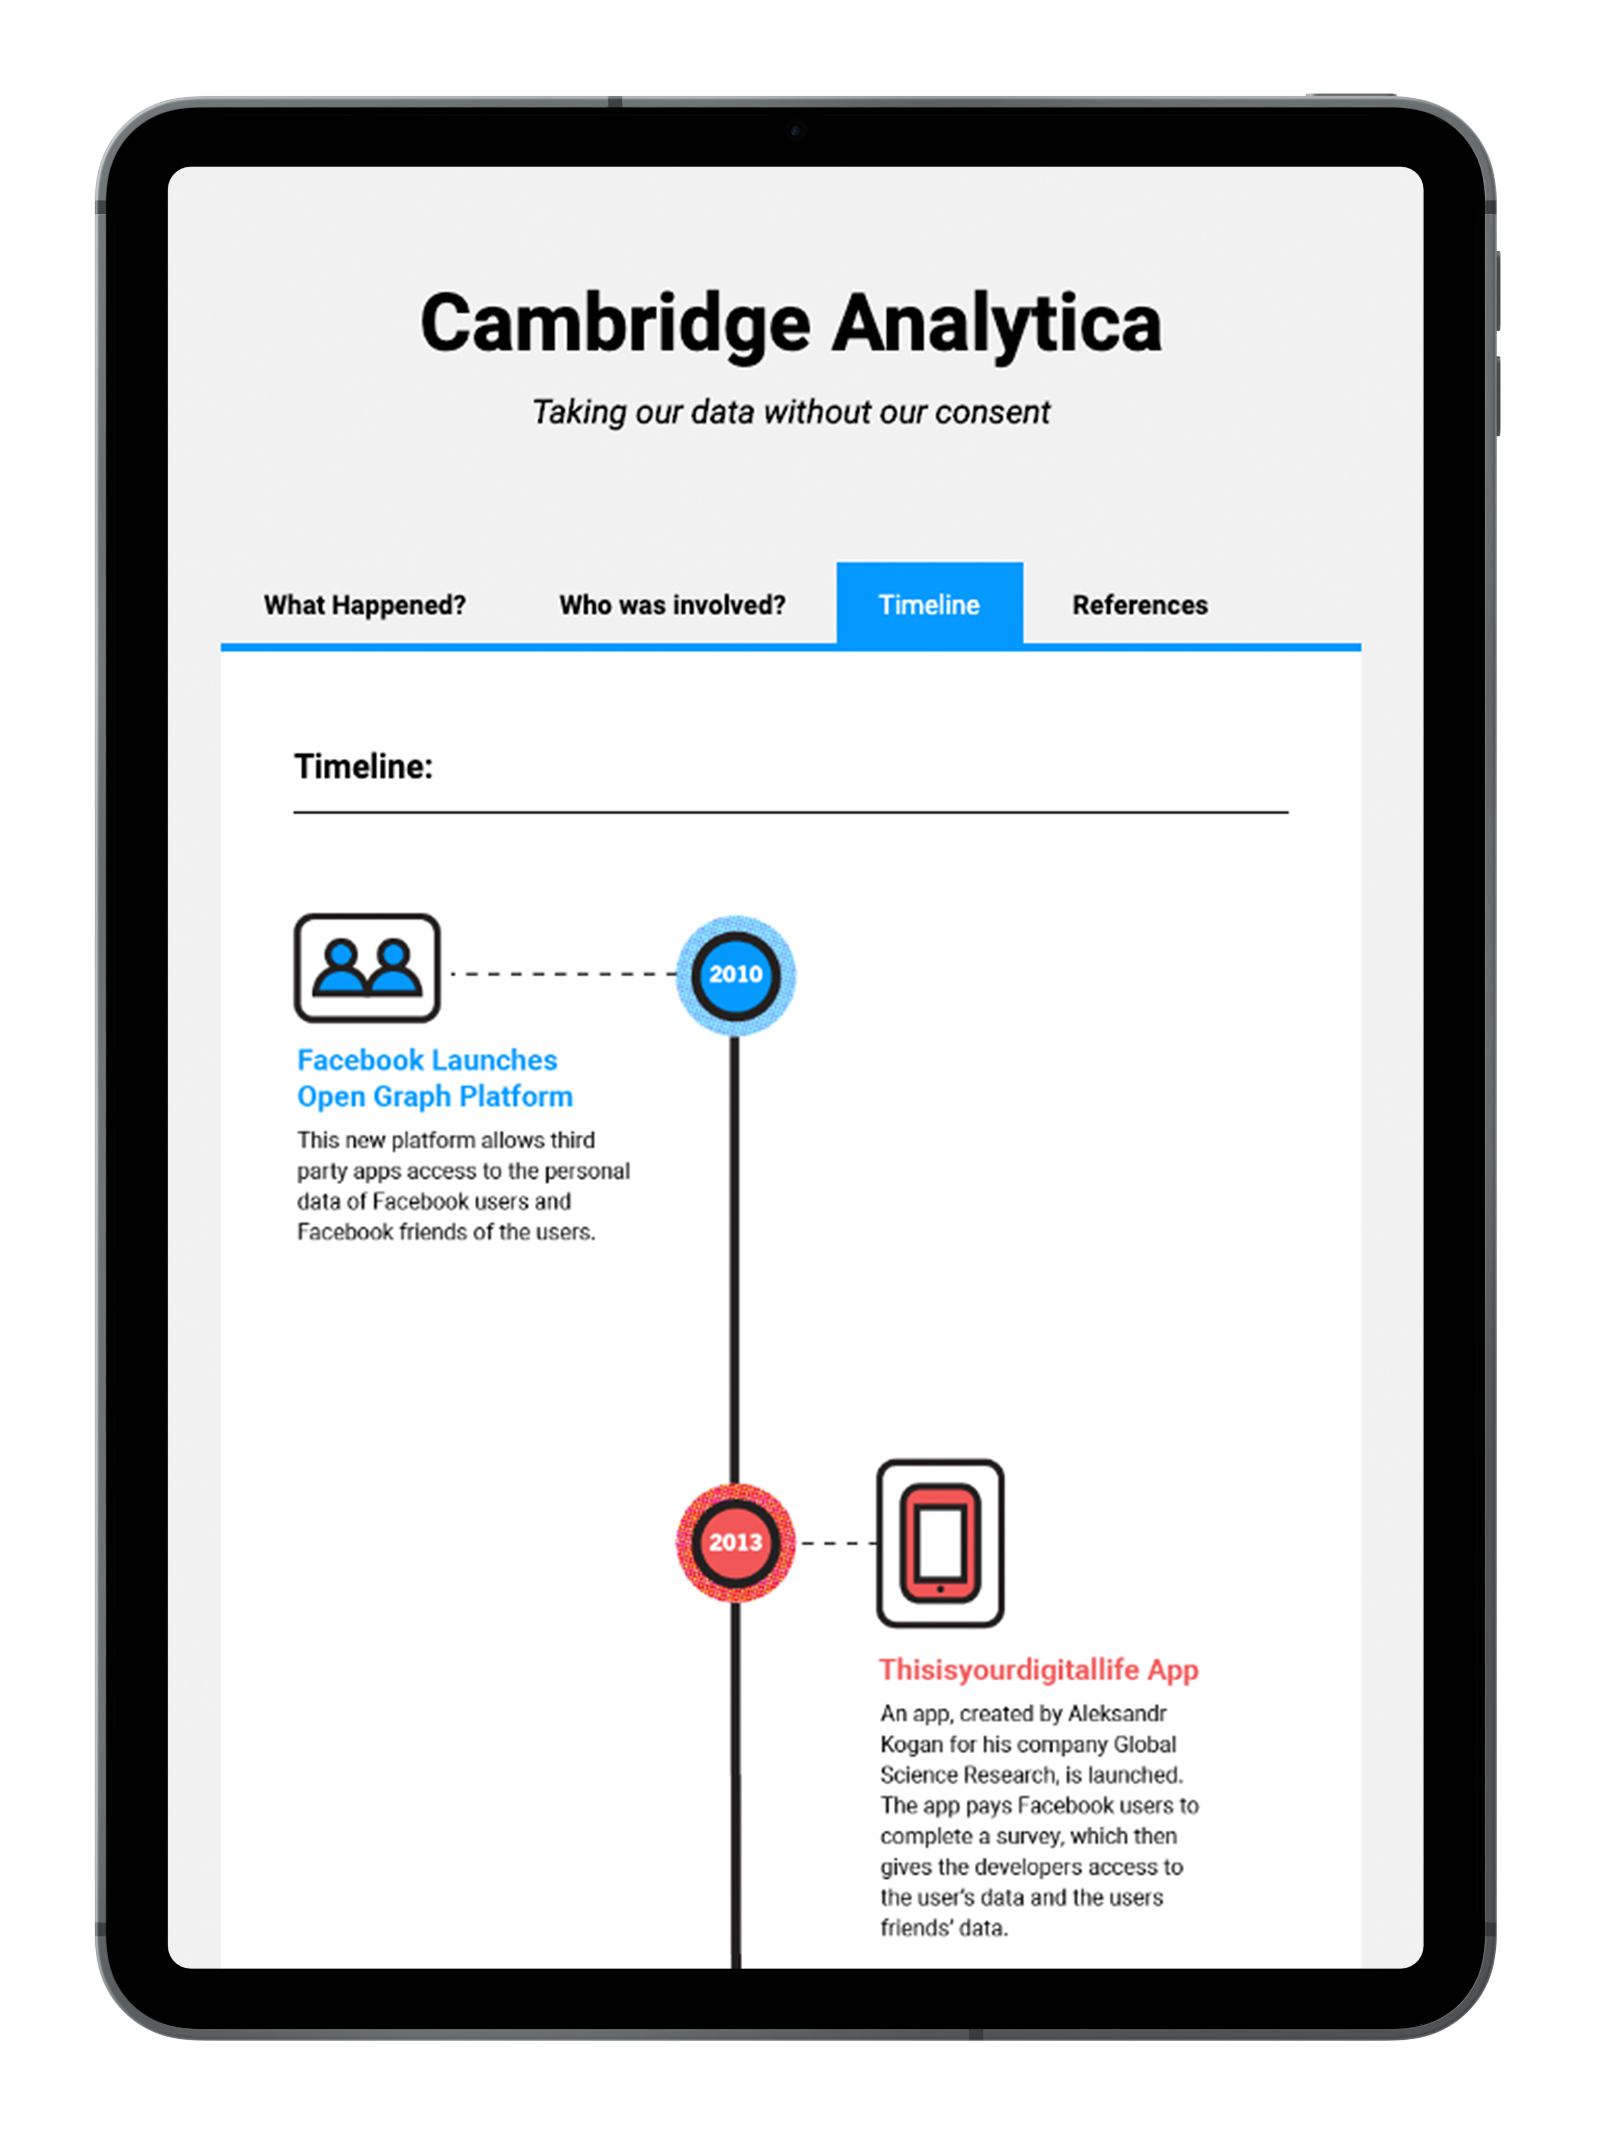 Cambridge Analytica
Taking our data without our consent
What Happened?
Who was involved?
Timeline
References
Timeline:
2010
Facebook Launches
Open Graph Platform
This new platform allows third
party apps access to the personal
data of Facebook users and
Facebook friends of the users.
2013
Thisisyourdigitallife App
An app, created by Aleksandr
Kogan for his company Global
Science Research, is launched.
The app pays Facebook users to
complete a survey, which then
gives the developers access to
the user's data and the users
friends' data.